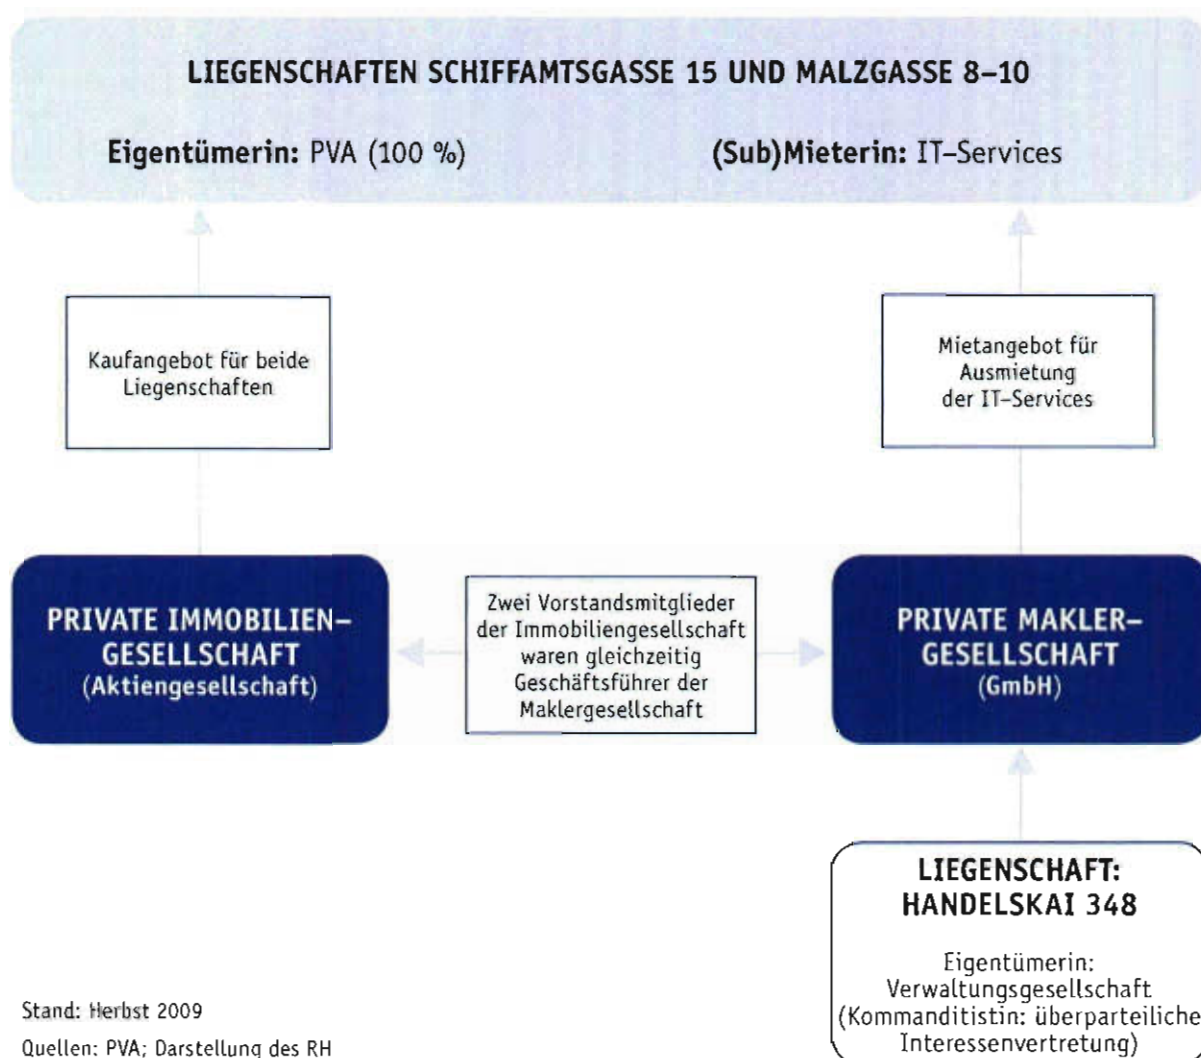 LIEGENSCHAFTEN SCHIFFAMTSGASSE 15 UND MALZGASSE 8–10
Eigentümerin: PVA (100 %)
(Sub)Mieterin: IT–Services
Kaufangebot für beide
Liegenschaften
Mietangebot für
Ausmietung
der IT–Services
PRIVATE IMMOBILIEN–
GESELLSCHAFT
(Aktiengesellschaft)
Zwei Vorstandsmitglieder
der Immobiliengesellschaft
waren gleichzeitig
Geschäftsführer der
Maklergesellschaft
PRIVATE MAKLER–
GESELLSCHAFT
(GmbH)
LIEGENSCHAFT:
HANDELSKAI 348
Eigentümerin:
Verwaltungsgesellschaft
(Kommanditistin: überparteiliche
Interessenvertretung)
Stand: Herbst 2009
Quellen: PVA; Darstellung des RH